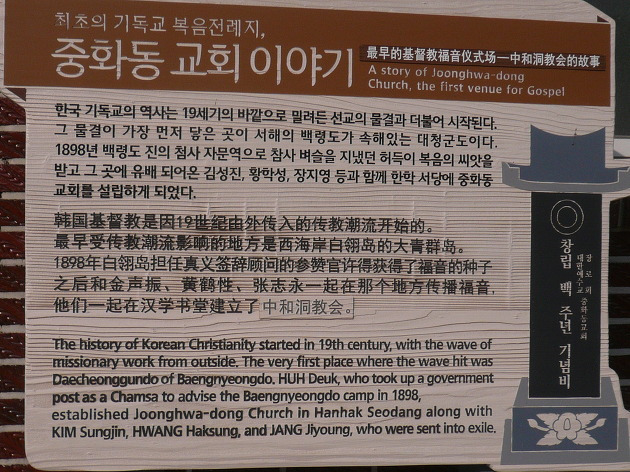 최초의 기독교 복음전례지,
중화동 교회 이야기
最早的基督教福音仪式场—中和洞教会的故事
A story of Joonghwa-dong
Church, the first venue for Gospel
한국 기독교의 역사는 19세기의 바깥으로 밀려든 선교의 물결과 더불어 시작된다.
그 물결이 가장 먼저 닿은 곳이 서해의 백령도가 속해있는 대청군도이다.
1898년 백령도 진의 첨사 자문역으로 참사 벼슬을 지냈던 허득이 복음의 씨앗을
받고 그 곳에 유배 되어온 김성진, 황학성, 장지영 등과 함께 한학 서당에 중화동
교회를 설립하게 되었다.
韩国基督教是因19世纪由外传入的传教潮流开始的。
最早受传教潮流影响的地方是西海岸白翎岛的大青群岛。
1898年白翎岛担任真义签辞顾问的参赞官许得获得了福音的种子
之后和金声振、黄鹤性、张志永一起在那个地方传播福音,
他们一起在汉学书堂建立了中和洞教会。
The history of Korean Christianity started in 19th century, with the wave of
missionary work from outside. The very first place where the wave hit was
Daecheonggundo of Baengnyeongdo. HUH Deuk, who took up a government
post as a Chamsa to advise the Baengnyeongdo camp in 1898,
established Joonghwa-dong Church in Hanhak Seodang along with
KIM Sungjin, HWANG Haksung, and JANG Jiyoung, who were sent into exile.
창립 백 주년 기념비
대한예수교
장로회 중화동교회